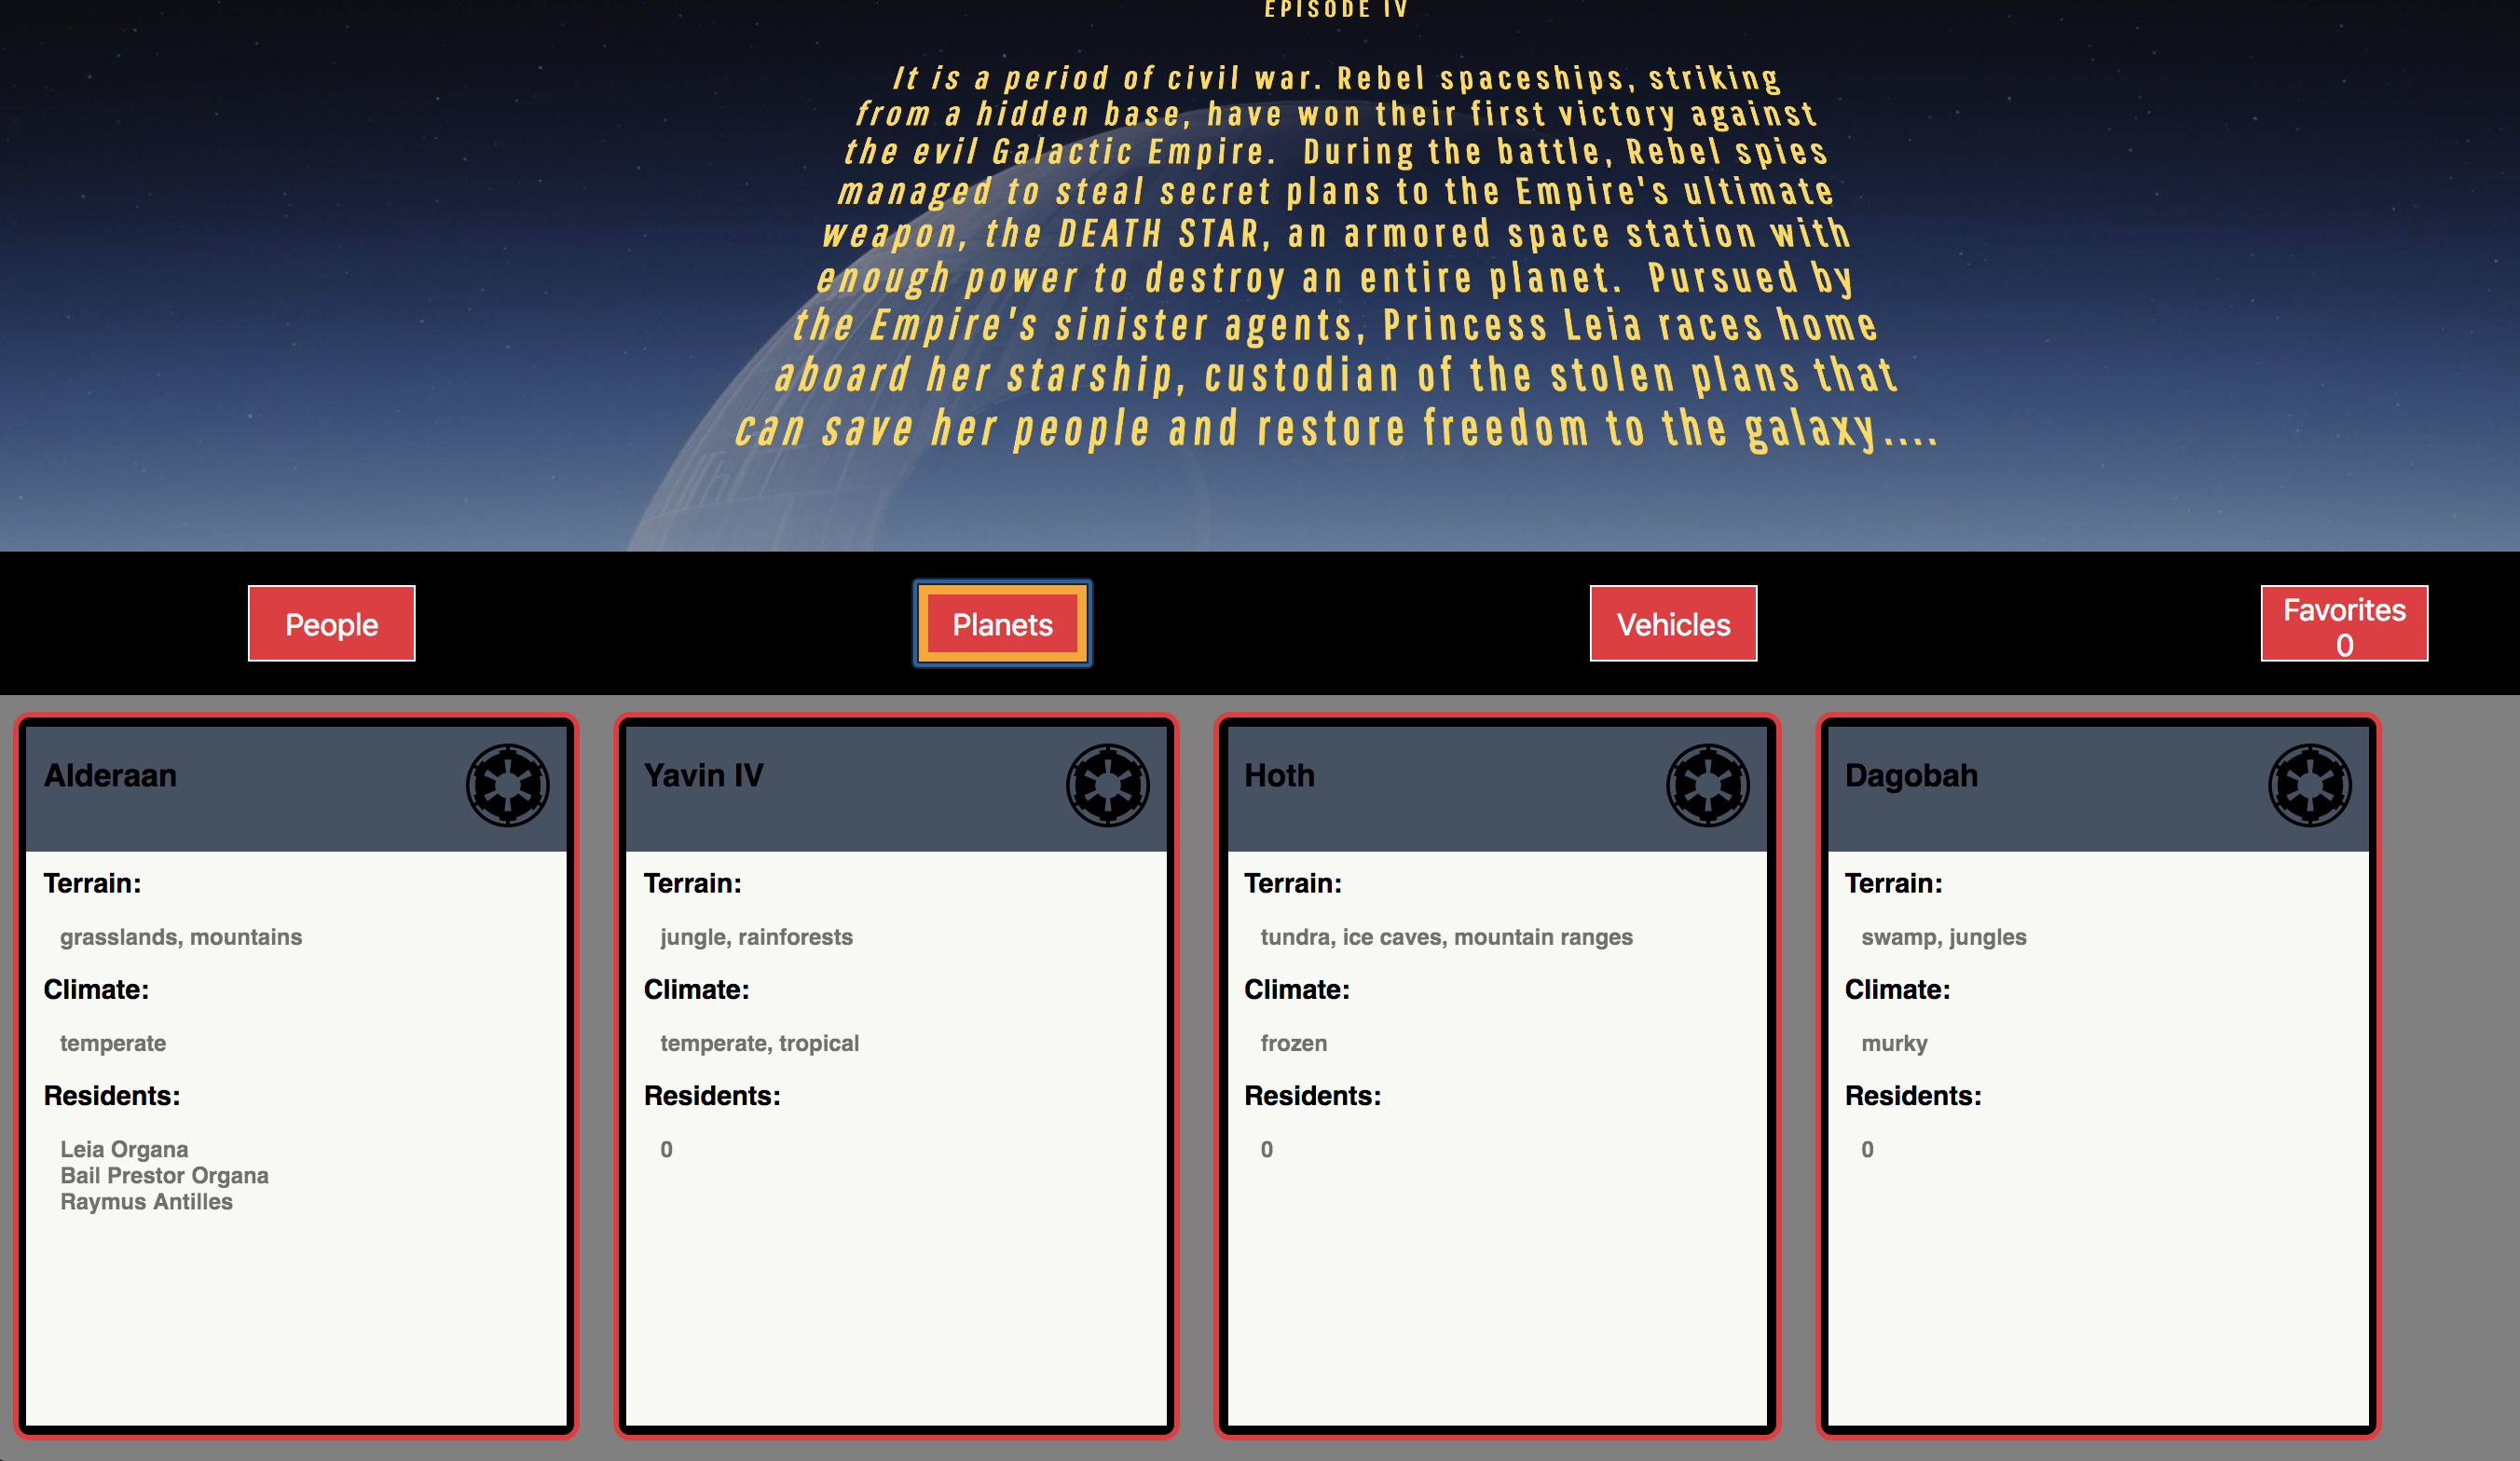 EPISODE IV
It is a period of civil war. Rebel spaceships, striking
from a hidden base, have won their first victory against
the evil Galactic Empire.  During the battle, Rebel spies
managed to steal secret plans to the Empire's ultimate
weapon, the DEATH STAR, an armored space station with
enough power to destroy an entire planet.  Pursued by
the Empire's sinister agents, Princess Leia races home
aboard her starship, custodian of the stolen plans that
can save her people and restore freedom to the galaxy....
People
Planets
Vehicles
Favorites
0
Alderaan
Terrain:
grasslands, mountains
Climate:
temperate
Residents:
Leia Organa
Bail Prestor Organa
Raymus Antilles
Yavin IV
Terrain:
jungle, rainforests
Climate:
temperate, tropical
Residents:
0
Hoth
Terrain:
tundra, ice caves, mountain ranges
Climate:
frozen
Residents:
0
Dagobah
Terrain:
swamp, jungles
Climate:
murky
Residents:
0